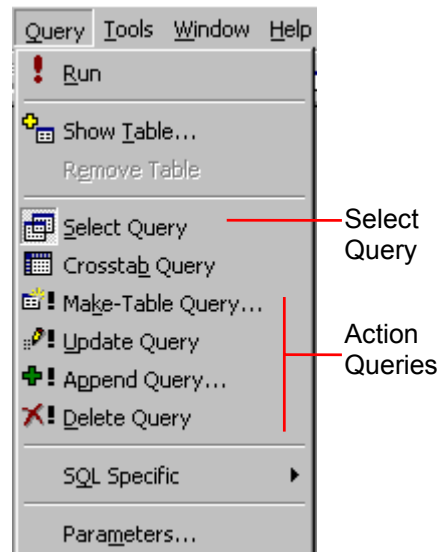 Query Tools Window Help
Run
Show Table...
Remove Table
Select Query
Crosstab Query
Make-Table Query...
Update Query
Append Query...
Delete Query
SQL Specific
Parameters...
Select
Query
Action
Queries